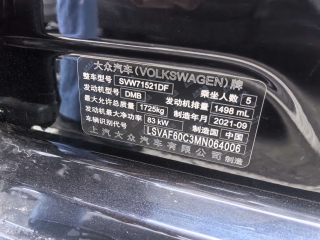 大众汽车(VOLKSWAGEN)牌
整车型号 SVW71521DF 乘坐人数 5
发动机型号 DMB 发动机排量 1498 mL
最大允许总质量 1725kg 制造年月 2021-09
发动机最大净功率 83 kW 制造国 中国
车辆识别代号 LSVAF60C3MN064006
上汽大众汽车有限公司 制造